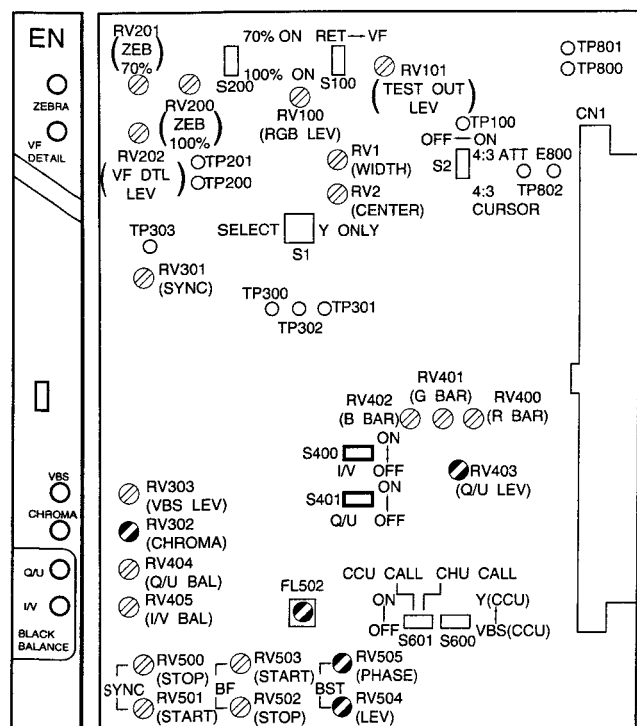 EN
ZEBRA
VF
DETAIL
VBS
CHROMA
Q/U
I/V
BLACK
BALANCE
RV201
(ZEB
70%)
70% ON
S200
100% ON
RET→VF
S100
RV101
(TEST OUT
LEV)
TP801
TP800
CN1
RV200
(ZEB
100%)
RV100
(RGB LEV)
TP100
OFF—ON
S2
4:3 ATT
4:3
CURSOR
E800
TP802
RV202
(VF DTL
LEV)
TP201
TP200
RV1
(WIDTH)
RV2
(CENTER)
SELECT
Y ONLY
S1
TP303
RV301
(SYNC)
TP300
TP302
TP301
RV402
(B BAR)
RV401
(G BAR)
RV400
(R BAR)
S400
I/V
ON
OFF
S401
Q/U
ON
OFF
RV403
(Q/U LEV)
RV303
(VBS LEV)
RV302
(CHROMA)
RV404
(Q/U BAL)
RV405
(I/V BAL)
FL502
CCU CALL
CHU CALL
ON
OFF
S601
S600
Y(CCU)
VBS(CCU)
SYNC
RV500
(STOP)
RV501
(START)
BF
RV503
(START)
RV502
(STOP)
BST
RV505
(PHASE)
RV504
(LEV)